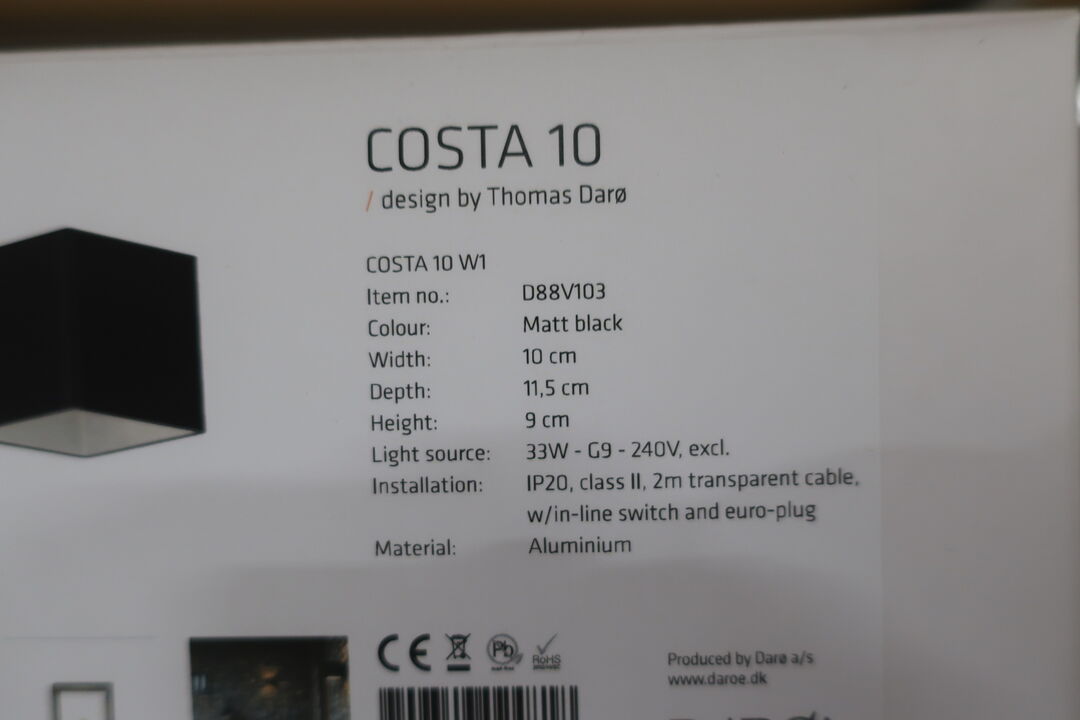 COSTA 10
/ design by Thomas Darø
COSTA 10 W1
Item no.: D88V103
Colour: Matt black
Width: 10 cm
Depth: 11,5 cm
Height: 9 cm
Light source: 33W - G9 - 240V, excl.
Installation: IP20, class II, 2m transparent cable,
w/in-line switch and euro-plug
Material: Aluminium
CE Pb RoHS
Produced by Darø a/s
www.daroe.dk